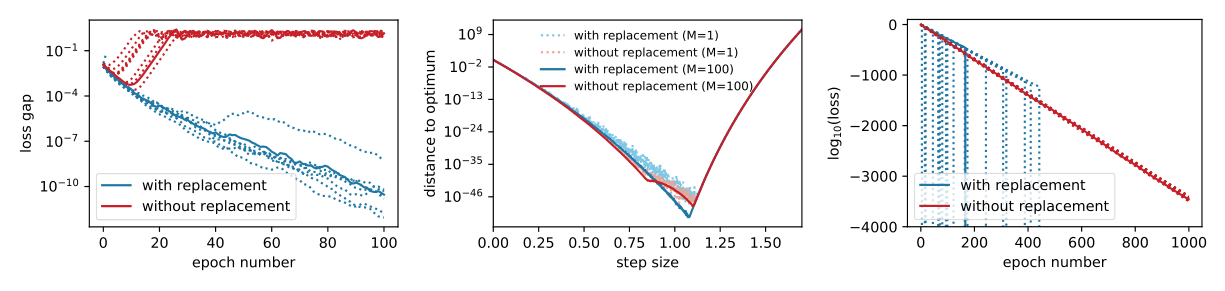 loss gap
10⁻¹
10⁻⁴
10⁻⁷
10⁻¹⁰
with replacement
without replacement
0 20 40 60 80 100
epoch number
distance to optimum
10⁹
10⁻²
10⁻¹³
10⁻²⁴
10⁻³⁵
10⁻⁴⁶
with replacement (M=1)
without replacement (M=1)
with replacement (M=100)
without replacement (M=100)
0.00 0.25 0.50 0.75 1.00 1.25 1.50
step size
log₁₀(loss)
0
−1000
−2000
−3000
−4000
with replacement
without replacement
0 200 400 600 800 1000
epoch number